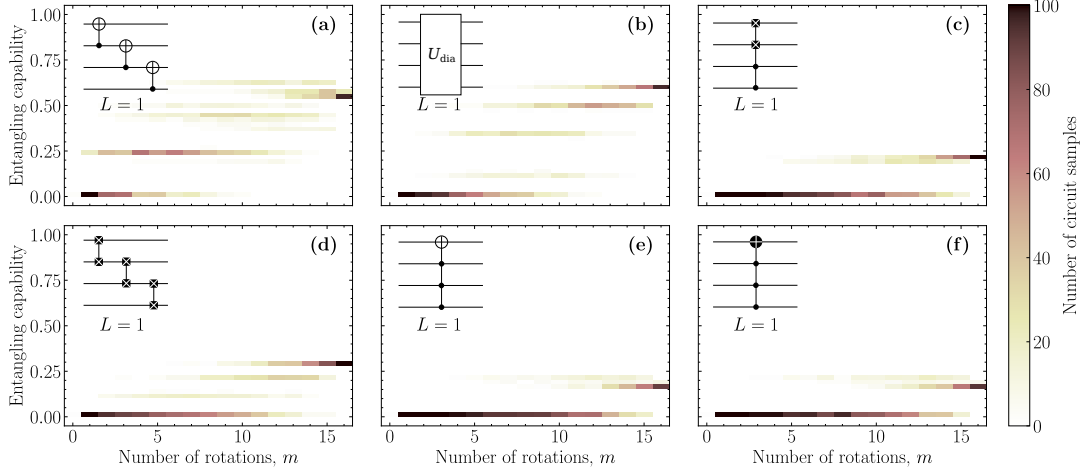 (a) (b) (c)
1.00
0.75
0.50
0.25
0.00
Entangling capability
U_dia
L = 1 L = 1 L = 1
(d) (e) (f)
1.00
0.75
0.50
0.25
0.00
Entangling capability
L = 1 L = 1 L = 1
0 5 10 15 0 5 10 15 0 5 10 15
Number of rotations, m Number of rotations, m Number of rotations, m
100
80
60
40
20
0
Number of circuit samples